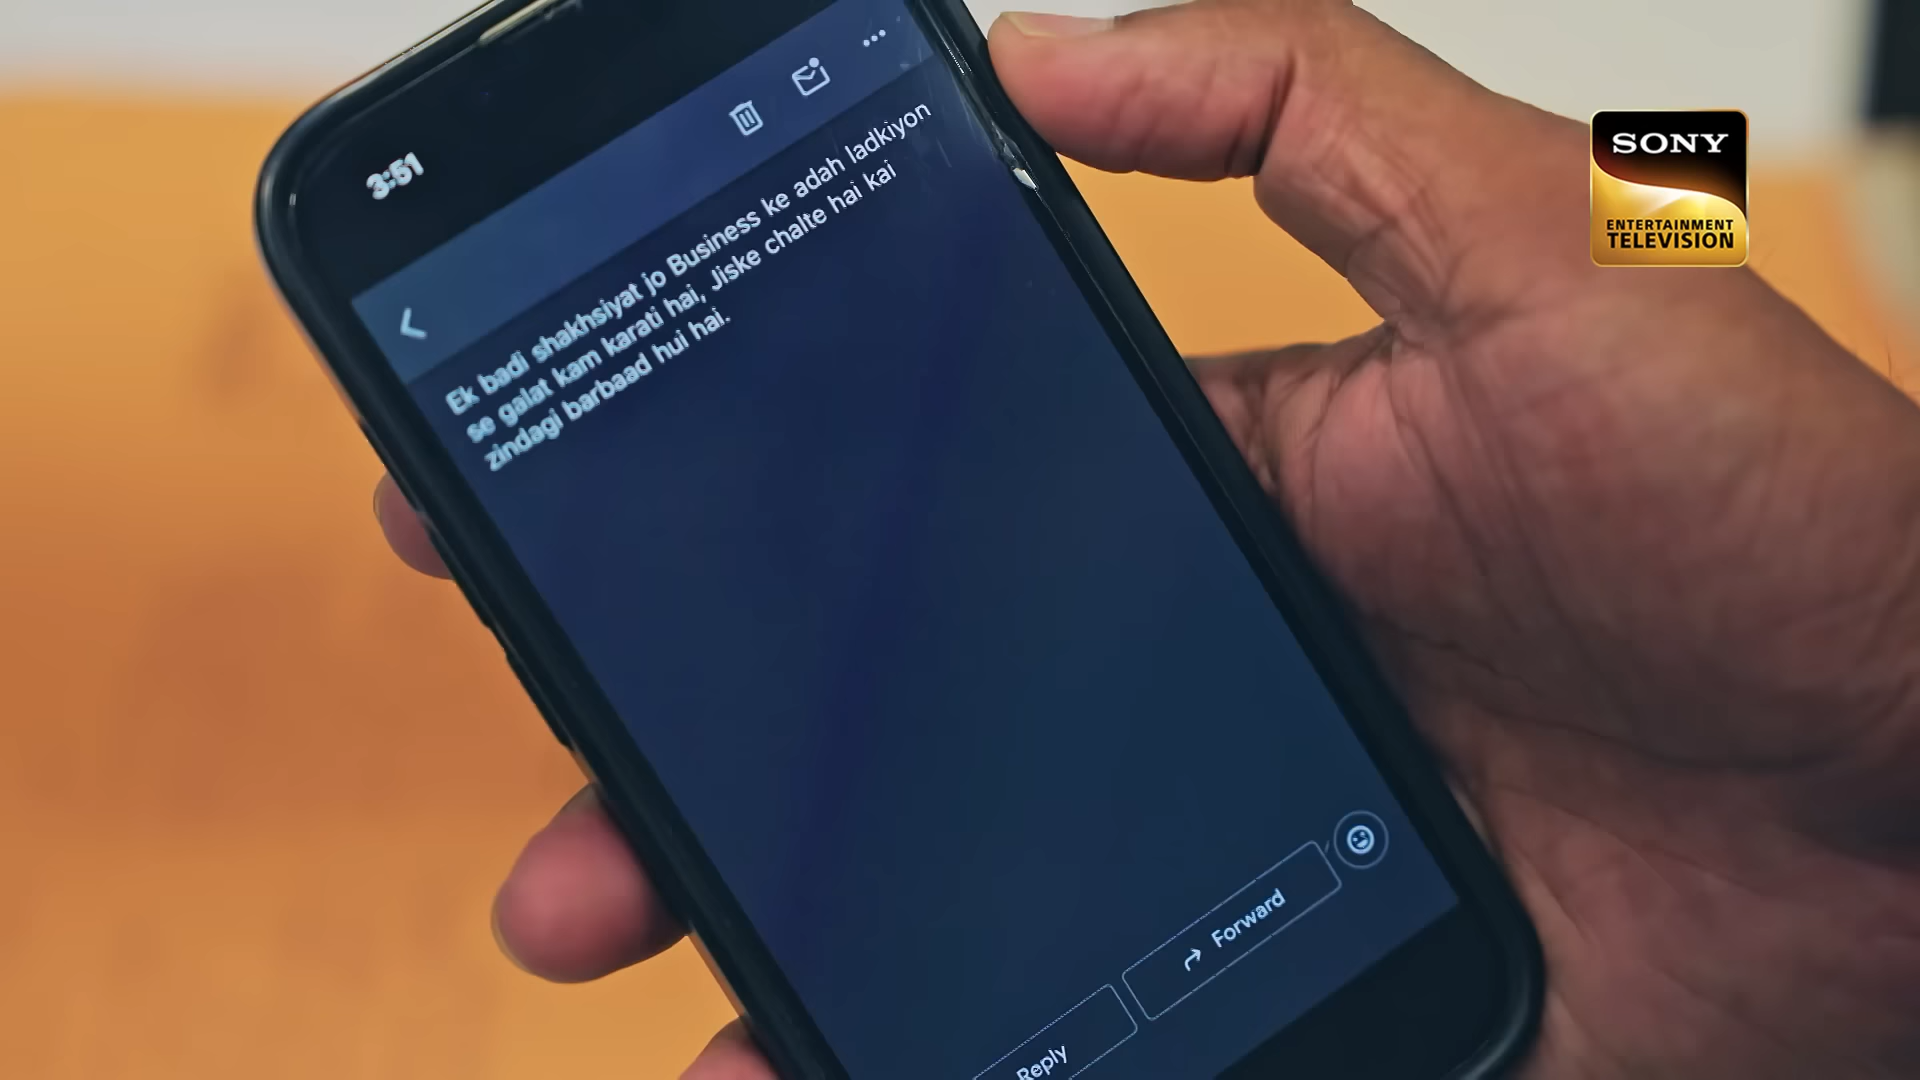 3:51
Ek badi shakhsiyat jo Business ke adah ladkiyon
se galat kam karati hai, Jiske chalte hai kai
zindagi barbaad hui hai.
Forward
Reply
SONY
ENTERTAINMENT
TELEVISION